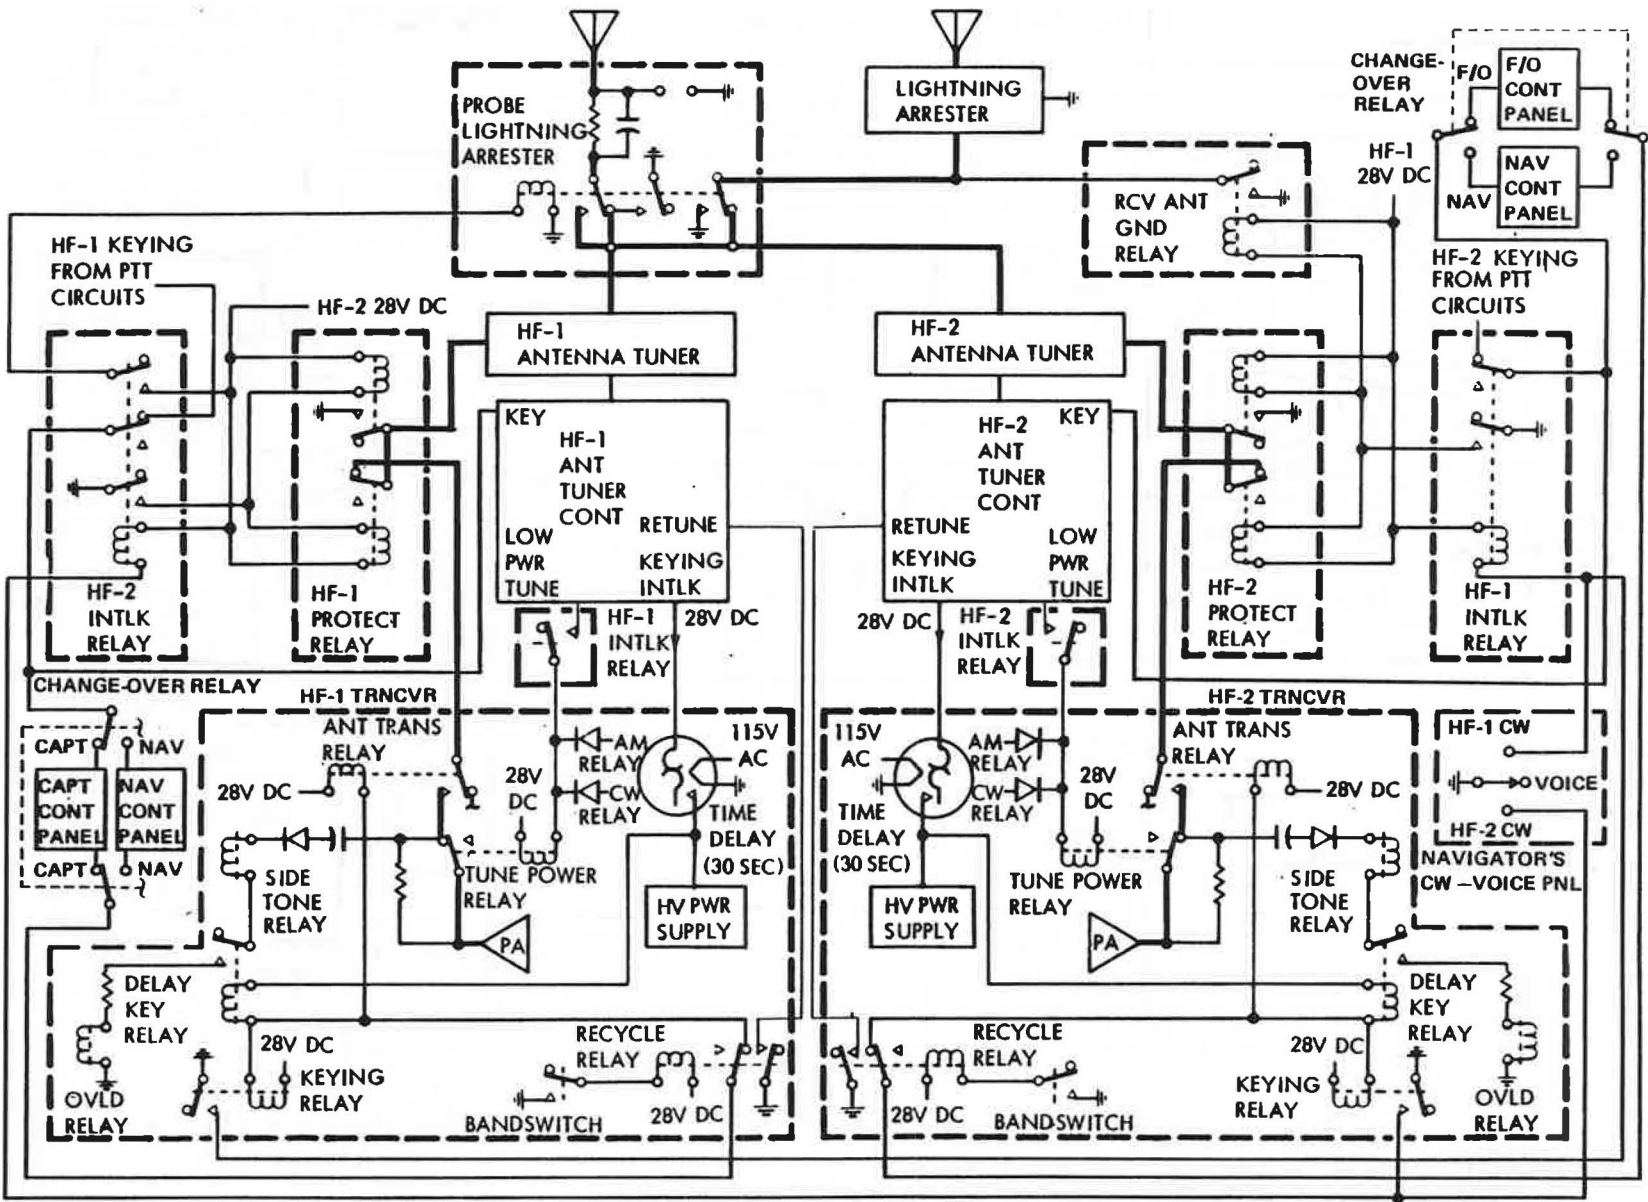 PROBE
LIGHTNING
ARRESTER
LIGHTNING
ARRESTER
CHANGE-
OVER
RELAY
F/O
F/O
CONT
PANEL
NAV
CONT
PANEL
NAV
HF-1
28V DC
RCV ANT
GND
RELAY
HF-1 KEYING
FROM PTT
CIRCUITS
HF-2 28V DC
HF-2 KEYING
FROM PTT
CIRCUITS
HF-1
ANTENNA TUNER
HF-2
ANTENNA TUNER
KEY
HF-1
ANT
TUNER
CONT
LOW
PWR
TUNE
RETUNE
KEYING
INTLK
KEY
HF-2
ANT
TUNER
CONT
RETUNE
KEYING
INTLK
LOW
PWR
TUNE
HF-2
INTLK
RELAY
HF-1
PROTECT
RELAY
HF-1
INTLK
RELAY
28V DC
28V DC
HF-2
INTLK
RELAY
HF-2
PROTECT
RELAY
HF-1
INTLK
RELAY
CHANGE-OVER RELAY
HF-1 TRNCVR
HF-2 TRNCVR
CAPT
NAV
CAPT
CONT
PANEL
NAV
CONT
PANEL
CAPT
NAV
ANT TRANS
RELAY
28V DC
28V
DC
AM
RELAY
CW
RELAY
115V
AC
TIME
DELAY
(30 SEC)
SIDE
TONE
RELAY
TUNE POWER
RELAY
PA
HV PWR
SUPPLY
DELAY
KEY
RELAY
28V DC
KEYING
RELAY
OVLD
RELAY
RECYCLE
RELAY
28V DC
BANDSWITCH
115V
AC
TIME
DELAY
(30 SEC)
AM
RELAY
CW
RELAY
28V
DC
ANT TRANS
RELAY
28V DC
HV PWR
SUPPLY
TUNE POWER
RELAY
PA
SIDE
TONE
RELAY
HF-1 CW
VOICE
HF-2 CW
NAVIGATOR'S
CW –VOICE PNL
DELAY
KEY
RELAY
RECYCLE
RELAY
28V DC
BANDSWITCH
28V DC
KEYING
RELAY
OVLD
RELAY